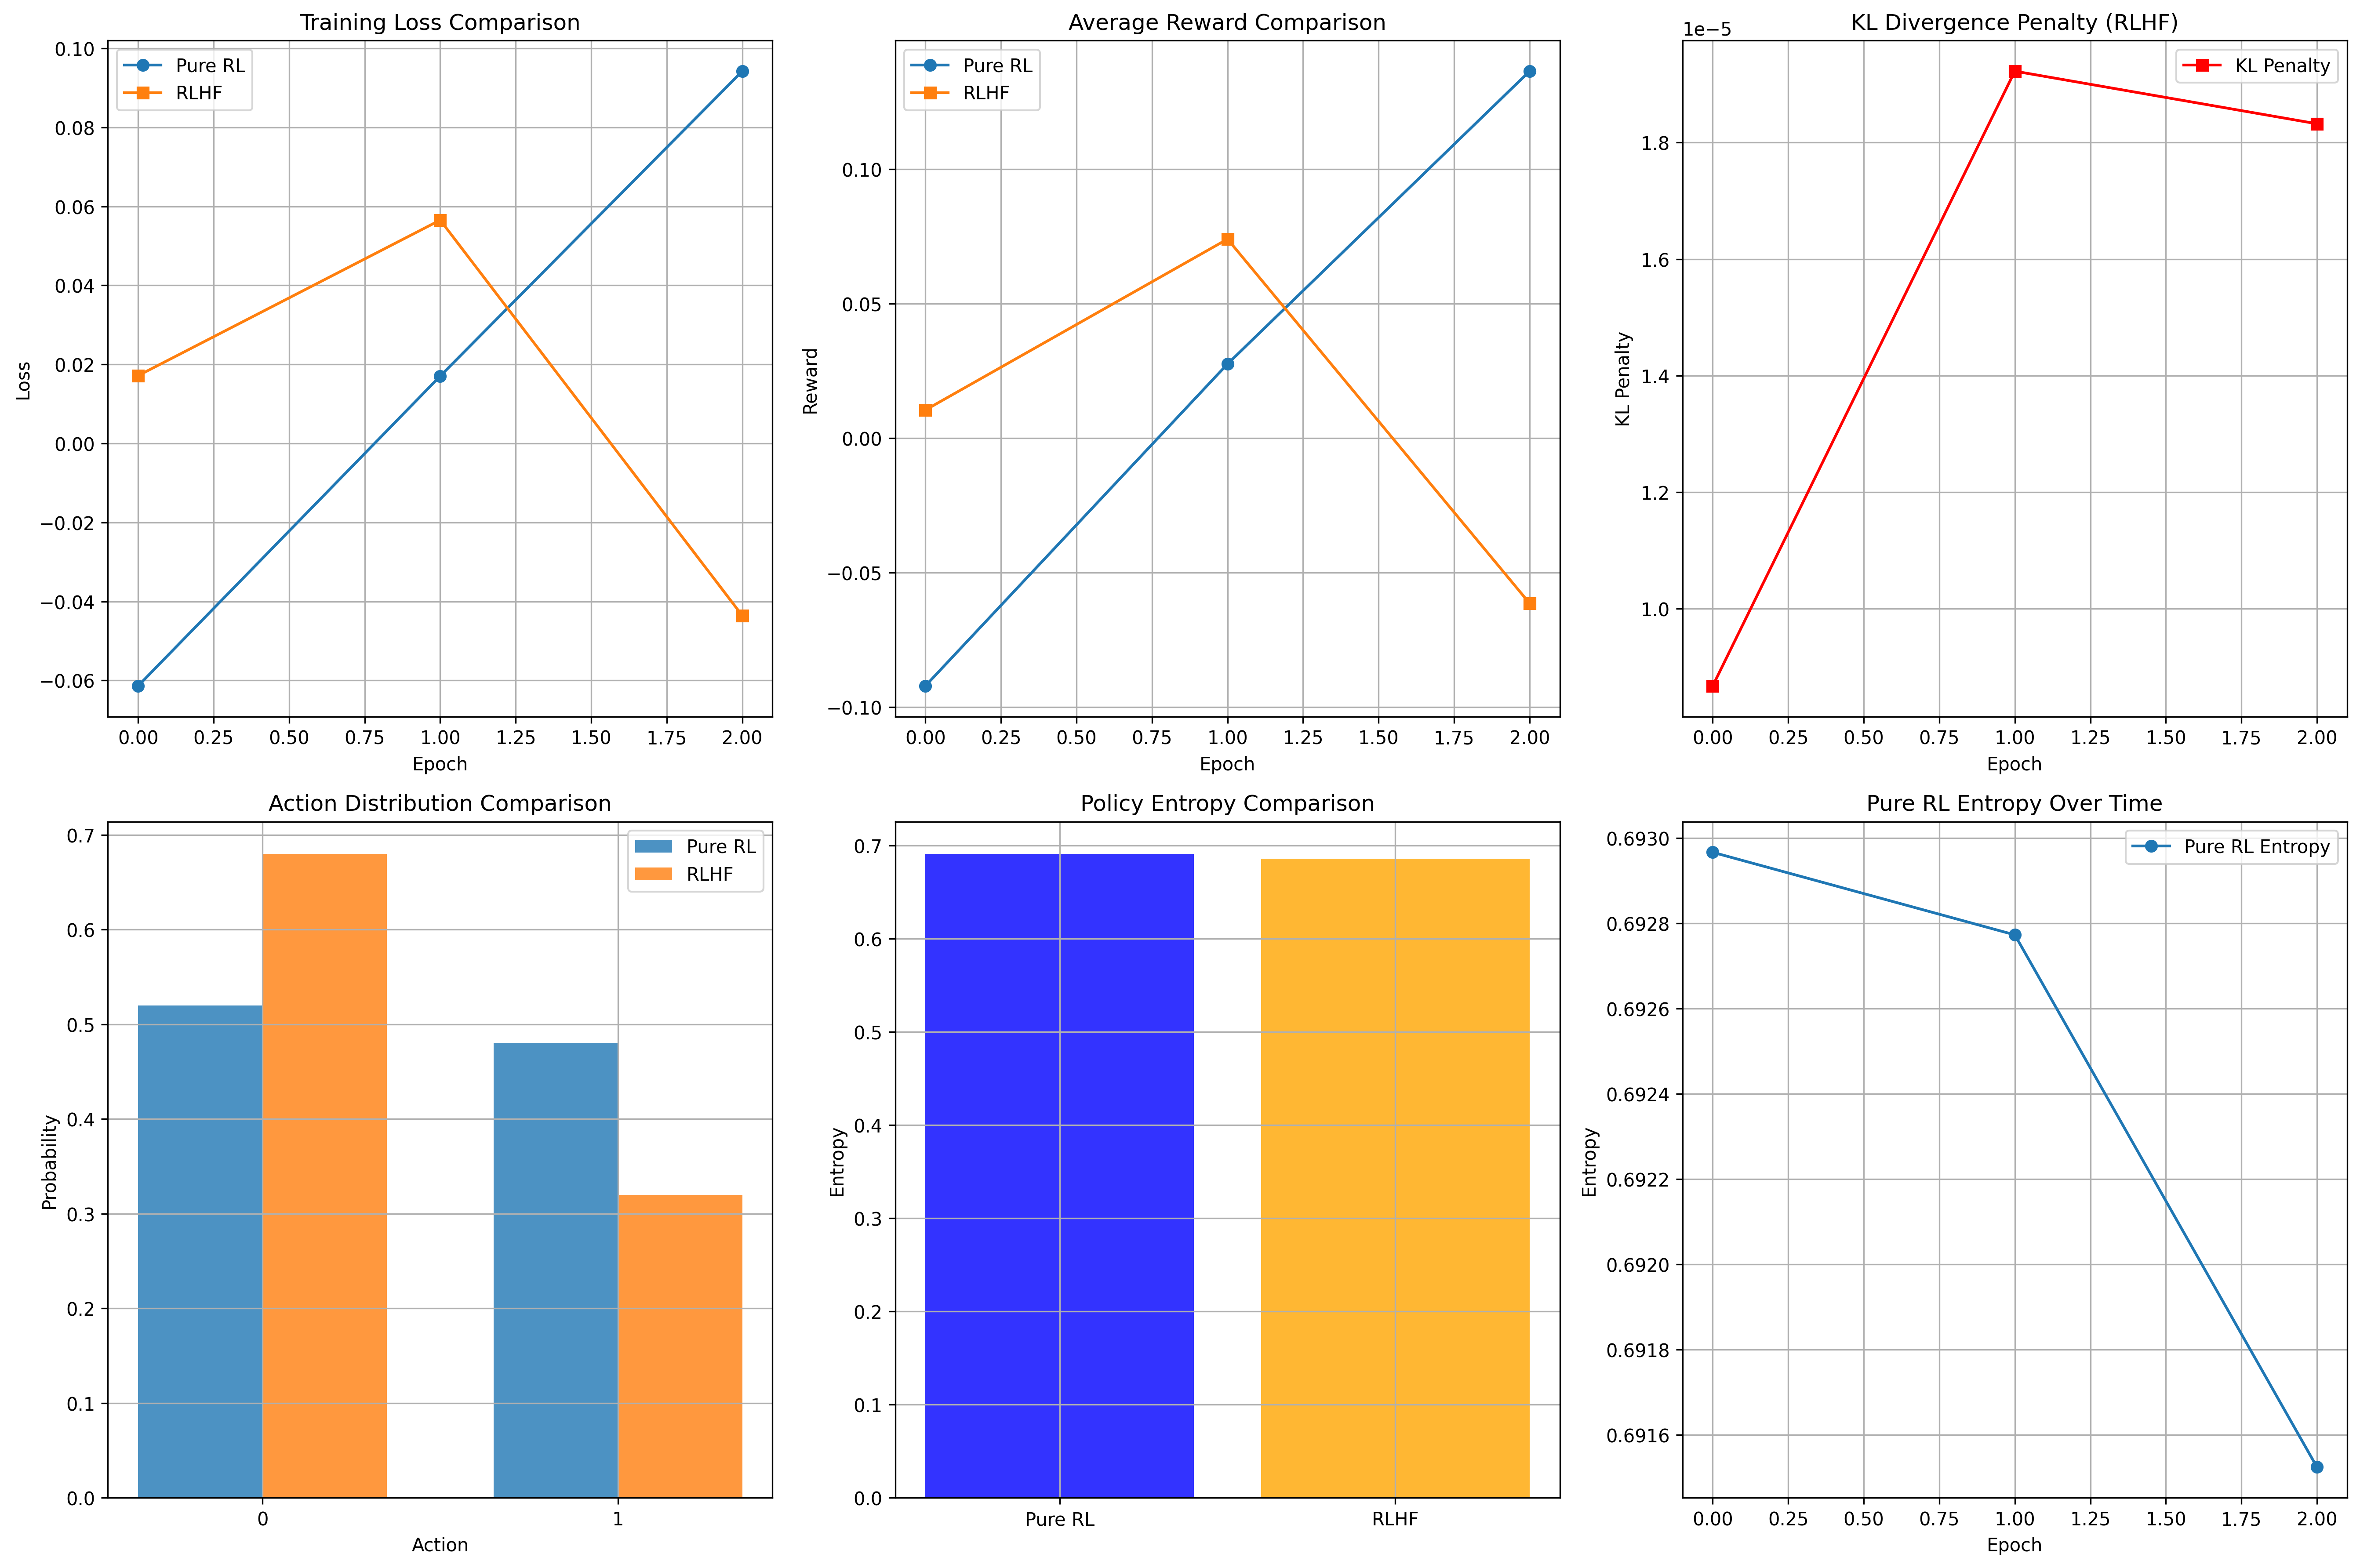 Training Loss Comparison
Pure RL
RLHF
0.10
0.08
0.06
0.04
0.02
0.00
−0.02
−0.04
−0.06
Loss
0.00 0.25 0.50 0.75 1.00 1.25 1.50 1.75 2.00
Epoch
Average Reward Comparison
Pure RL
RLHF
0.10
0.05
0.00
−0.05
−0.10
Reward
0.00 0.25 0.50 0.75 1.00 1.25 1.50 1.75 2.00
Epoch
KL Divergence Penalty (RLHF)
1e−5
KL Penalty
1.8
1.6
1.4
1.2
1.0
KL Penalty
0.00 0.25 0.50 0.75 1.00 1.25 1.50 1.75 2.00
Epoch
Action Distribution Comparison
Pure RL
RLHF
0.7
0.6
0.5
0.4
0.3
0.2
0.1
0.0
Probability
0 1
Action
Policy Entropy Comparison
0.7
0.6
0.5
0.4
0.3
0.2
0.1
0.0
Entropy
Pure RL RLHF
Pure RL Entropy Over Time
Pure RL Entropy
0.6930
0.6928
0.6926
0.6924
0.6922
0.6920
0.6918
0.6916
Entropy
0.00 0.25 0.50 0.75 1.00 1.25 1.50 1.75 2.00
Epoch